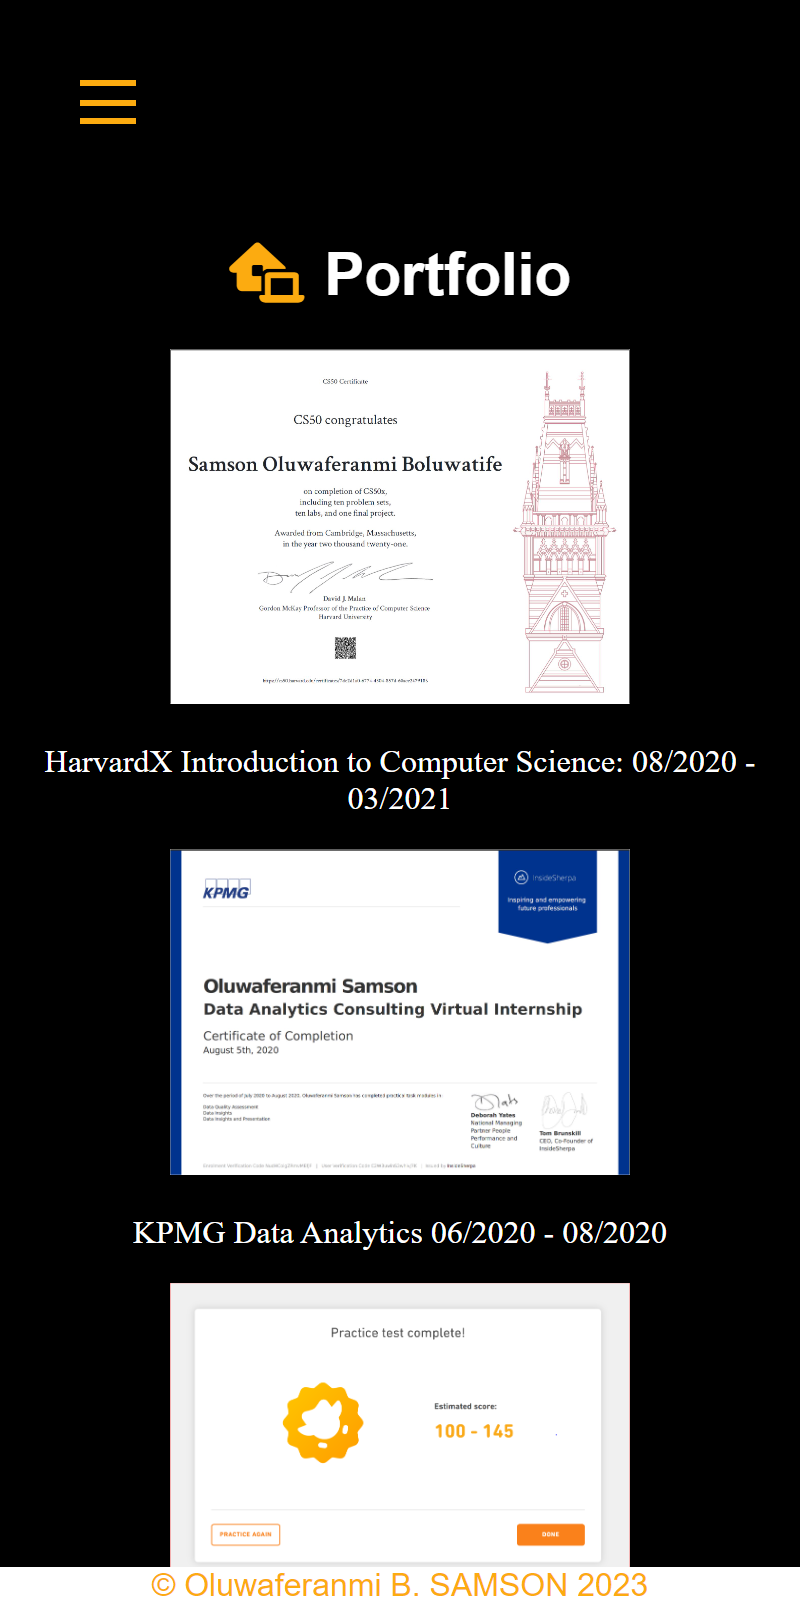 Portfolio
CS50 Certificate
CS50 congratulates
Samson Oluwaferanmi Boluwatife
on completion of CS50x,
including ten problem sets,
ten labs, and one final project.
Awarded from Cambridge, Massachusetts,
in the year two thousand twenty-one.
David J. Malan
Gordon McKay Professor of the Practice of Computer Science
Harvard University
HarvardX Introduction to Computer Science: 08/2020 -
03/2021
KPMG
InsideSherpa
Inspiring and empowering
future professionals
Oluwaferanmi Samson
Data Analytics Consulting Virtual Internship
Certificate of Completion
August 5th, 2020
Over the period of July 2020 to August 2020, Oluwaferanmi Samson has completed practice task modules in
Data Quality Assessment
Data Insights
Data Insights and Presentation
Deborah Yates
National Managing
Partner People
Performance and
Culture
Tom Brunskill
CEO, Co-Founder of
InsideSherpa
KPMG Data Analytics 06/2020 - 08/2020
Practice test complete!
Estimated score:
100 - 145
PRACTICE AGAIN
DONE
© Oluwaferanmi B. SAMSON 2023